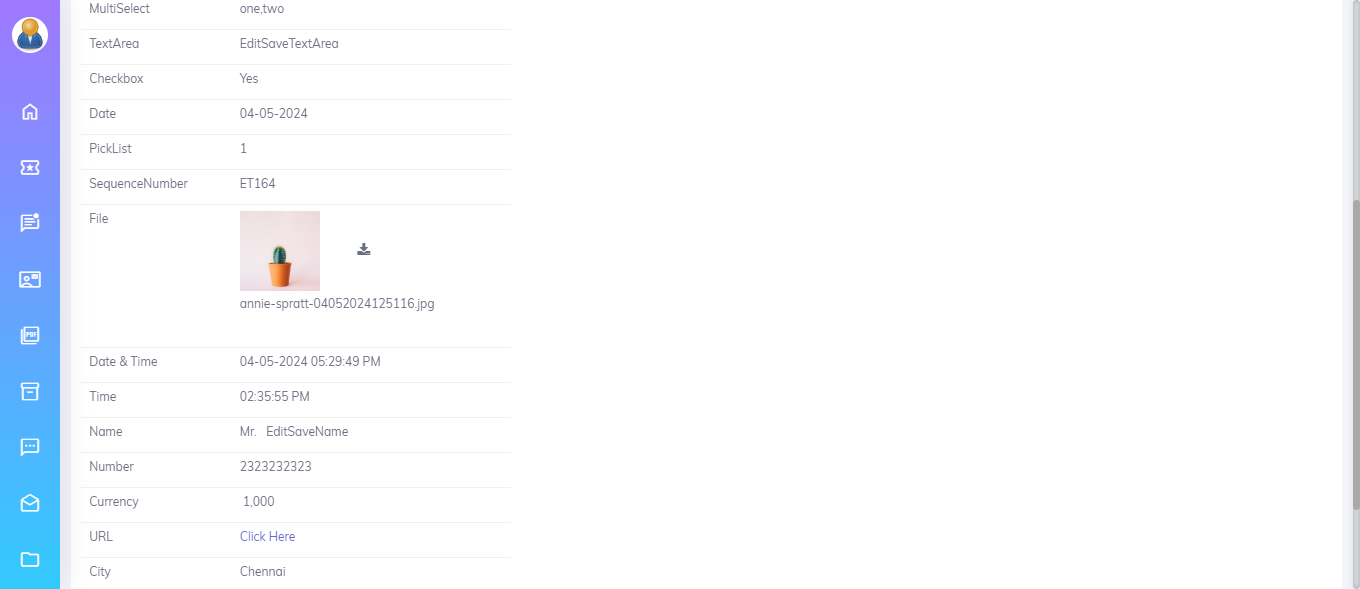 MultiSelect one,two
TextArea EditSaveTextArea
Checkbox Yes
Date 04-05-2024
PickList 1
SequenceNumber ET164
File
annie-spratt-04052024125116.jpg
Date & Time 04-05-2024 05:29:49 PM
Time 02:35:55 PM
Name Mr. EditSaveName
Number 2323232323
Currency 1,000
URL Click Here
City Chennai
PDF